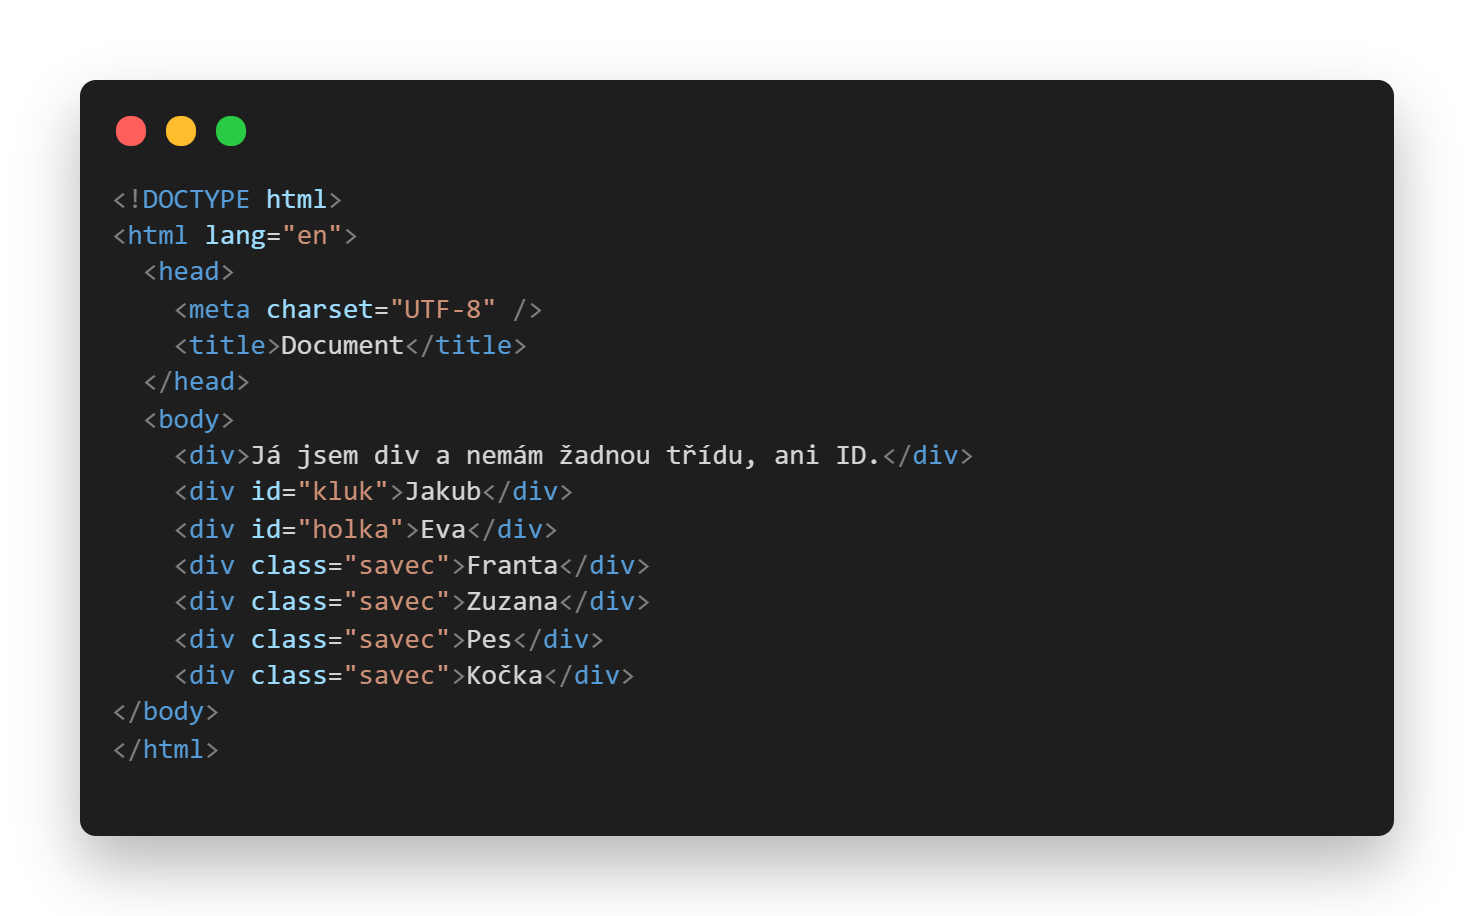 <!DOCTYPE html>
<html lang="en">
  <head>
    <meta charset="UTF-8" />
    <title>Document</title>
  </head>
  <body>
    <div>Já jsem div a nemám žadnou třídu, ani ID.</div>
    <div id="kluk">Jakub</div>
    <div id="holka">Eva</div>
    <div class="savec">Franta</div>
    <div class="savec">Zuzana</div>
    <div class="savec">Pes</div>
    <div class="savec">Kočka</div>
</body>
</html>